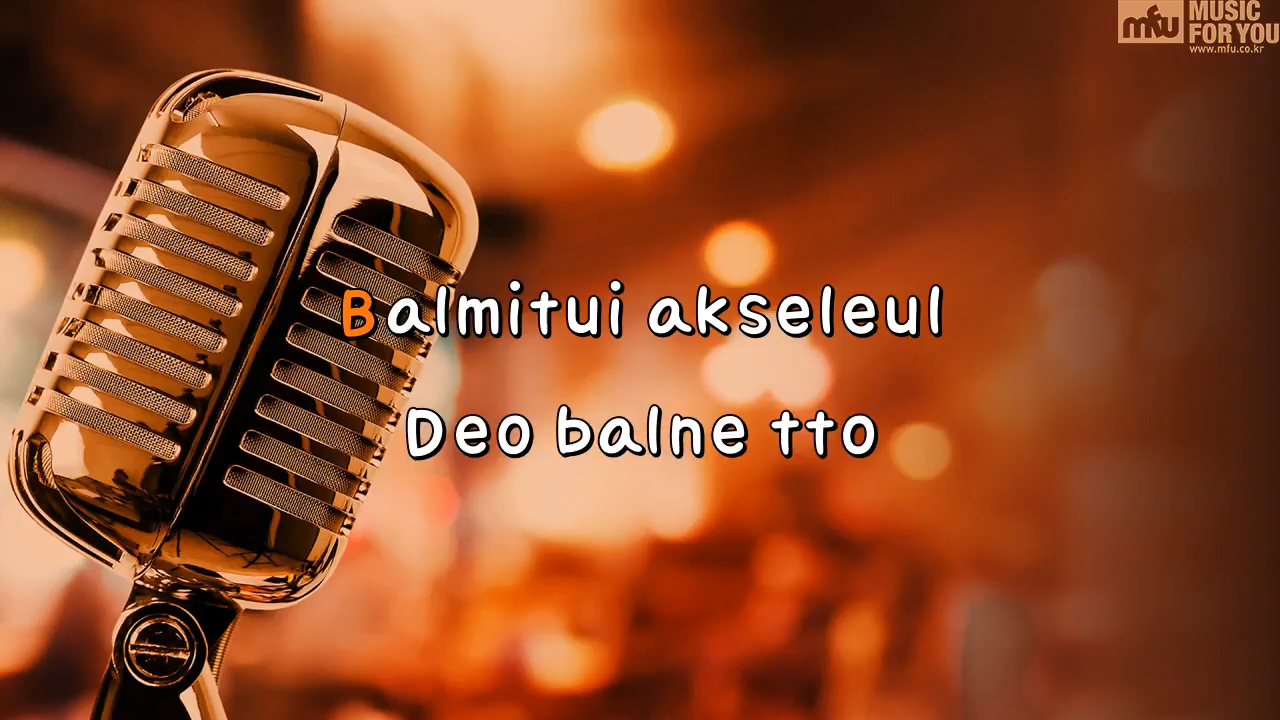 mfu MUSIC
FOR YOU
www.mfu.co.kr
Balmitui akseleul
Deo balne tto